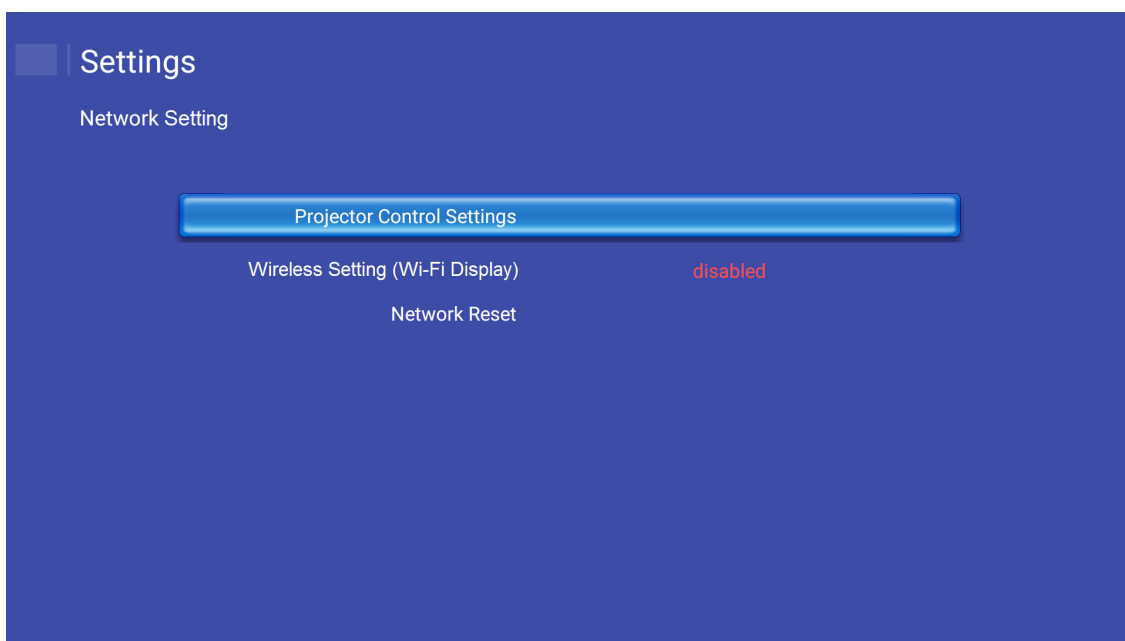 Settings
Network Setting
Projector Control Settings
Wireless Setting (Wi-Fi Display) disabled
Network Reset